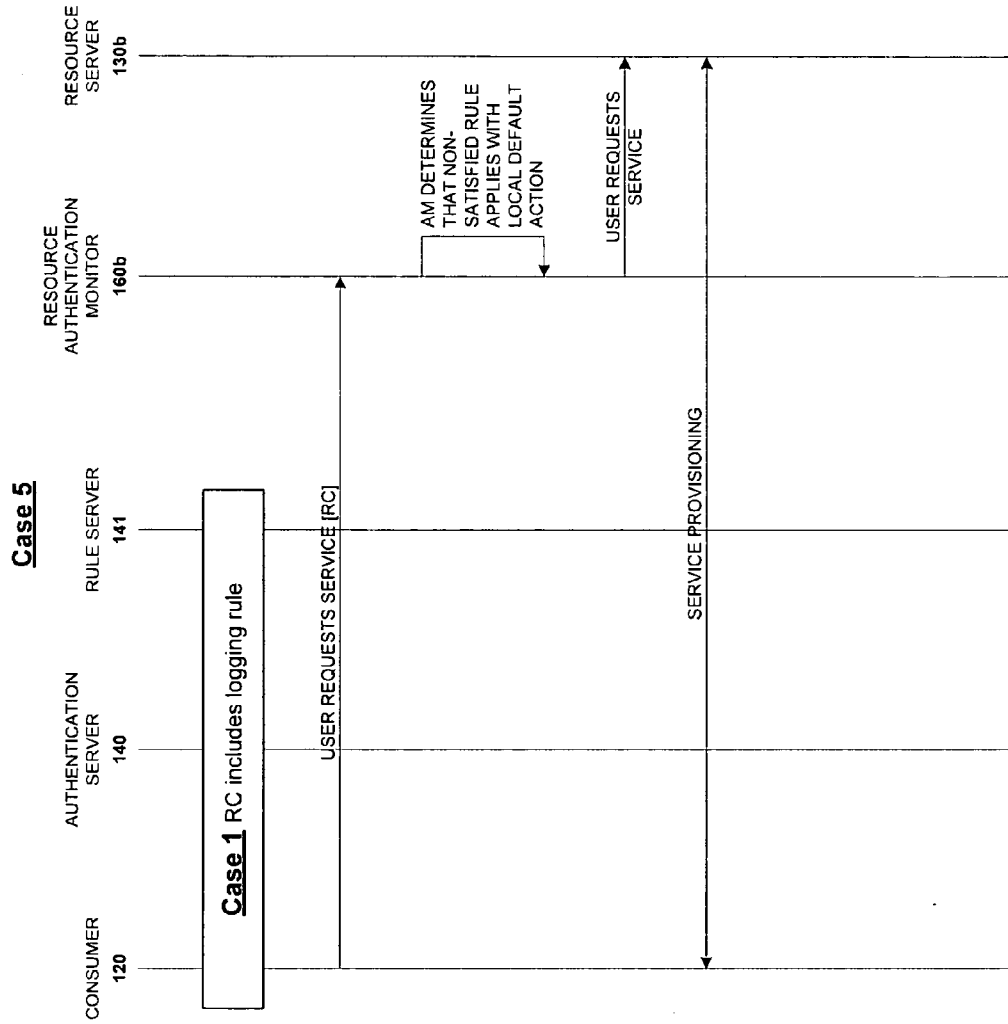 Case 5
CONSUMER
120
AUTHENTICATION
SERVER
140
RULE SERVER
141
RESOURCE
AUTHENTICATION
MONITOR
160b
RESOURCE
SERVER
130b
Case 1 RC includes logging rule
USER REQUESTS SERVICE [RC]
AM DETERMINES
THAT NON-
SATISFIED RULE
APPLIES WITH
LOCAL DEFAULT
ACTION
USER REQUESTS
SERVICE
SERVICE PROVISIONING